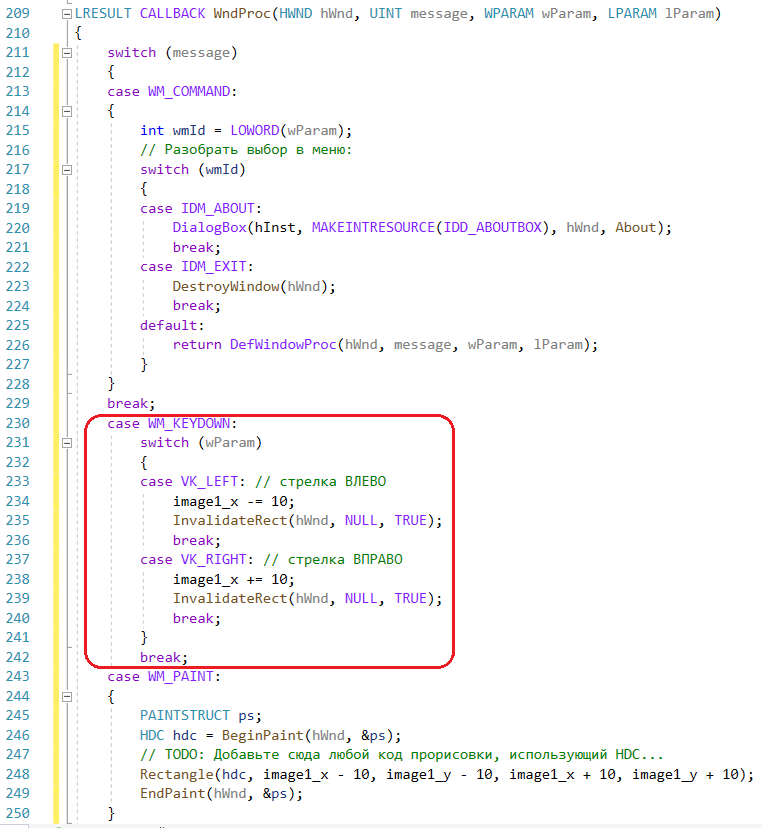 209 LRESULT CALLBACK WndProc(HWND hWnd, UINT message, WPARAM wParam, LPARAM lParam)
210 {
211 switch (message)
212 {
213 case WM_COMMAND:
214 {
215 int wmId = LOWORD(wParam);
216 // Разобрать выбор в меню:
217 switch (wmId)
218 {
219 case IDM_ABOUT:
220 DialogBox(hInst, MAKEINTRESOURCE(IDD_ABOUTBOX), hWnd, About);
221 break;
222 case IDM_EXIT:
223 DestroyWindow(hWnd);
224 break;
225 default:
226 return DefWindowProc(hWnd, message, wParam, lParam);
227 }
228 }
229 break;
230 case WM_KEYDOWN:
231 switch (wParam)
232 {
233 case VK_LEFT: // стрелка ВЛЕВО
234 image1_x -= 10;
235 InvalidateRect(hWnd, NULL, TRUE);
236 break;
237 case VK_RIGHT: // стрелка ВПРАВО
238 image1_x += 10;
239 InvalidateRect(hWnd, NULL, TRUE);
240 break;
241 }
242 break;
243 case WM_PAINT:
244 {
245 PAINTSTRUCT ps;
246 HDC hdc = BeginPaint(hWnd, &ps);
247 // TODO: Добавьте сюда любой код прорисовки, использующий HDC...
248 Rectangle(hdc, image1_x - 10, image1_y - 10, image1_x + 10, image1_y + 10);
249 EndPaint(hWnd, &ps);
250 }